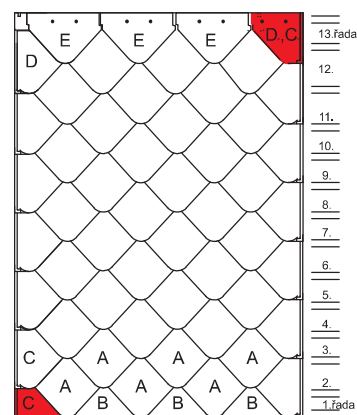 E E E D.,C 13.řada
D 12.
11.
10.
9.
8.
7.
6.
5.
4.
C A A A 3.
A A A 2.
C B B B 1.řada